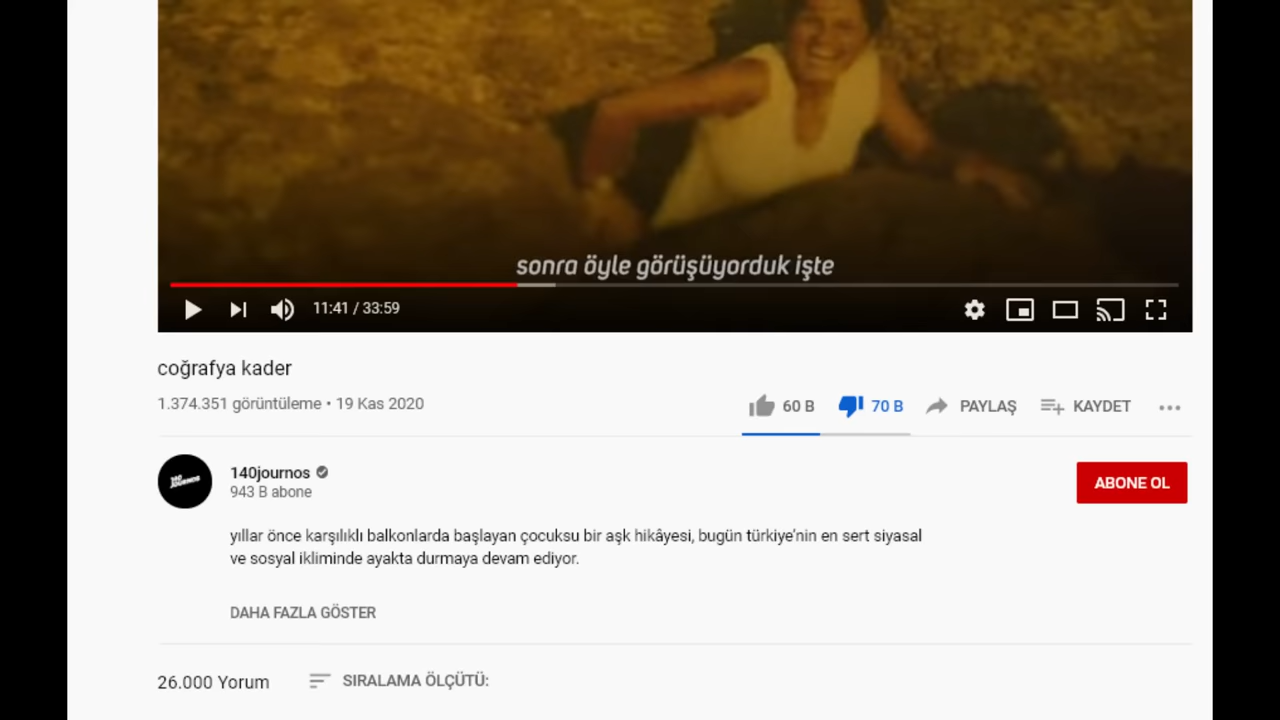 sonra öyle görüşüyorduk işte
11:41 / 33:59
coğrafya kader
1.374.351 görüntüleme • 19 Kas 2020
60 B 70 B PAYLAŞ KAYDET
140journos
943 B abone
ABONE OL
yıllar önce karşılıklı balkonlarda başlayan çocuksu bir aşk hikâyesi, bugün türkiye'nin en sert siyasal
ve sosyal ikliminde ayakta durmaya devam ediyor.
DAHA FAZLA GÖSTER
26.000 Yorum SIRALAMA ÖLÇÜTÜ: